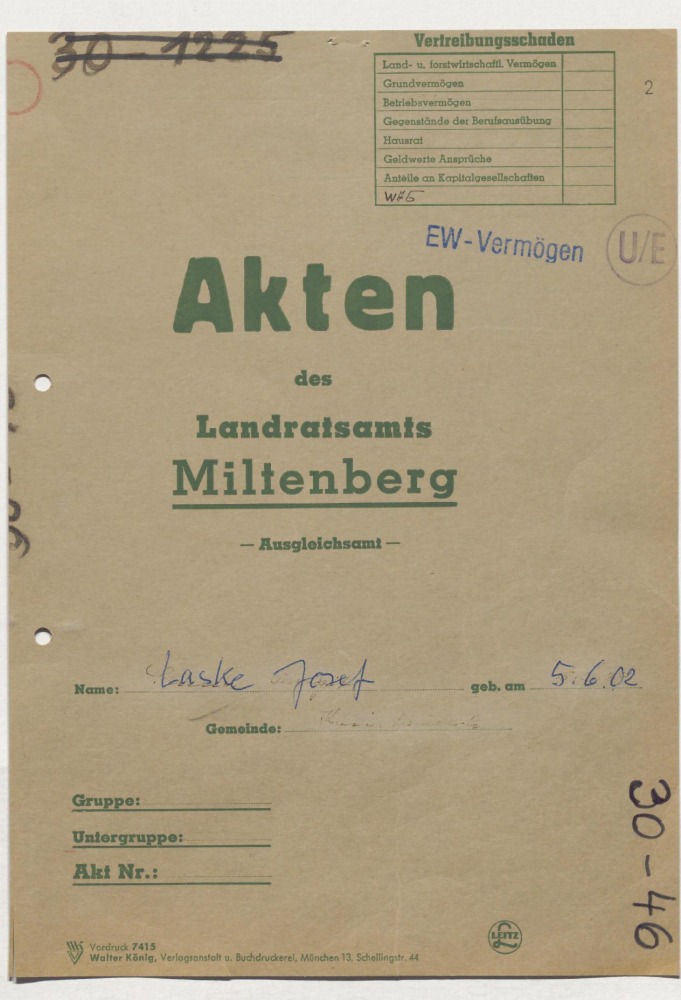 30-1225
Vertreibungsschaden
Land- u. forstwirtschaftl. Vermögen
Grundvermögen
Betriebsvermögen
Gegenstände der Berufsausübung
Hausrat
Geldwerte Ansprüche
Anteile an Kapitalgesellschaften
2
EW-Vermögen
U/E
Akten
des
Landratsamts
Miltenberg
— Ausgleichsamt —
Name: Laske Josef geb. am 5.6.02
Gemeinde:
Gruppe:
Untergruppe:
Akt Nr.:
30-46
Vordruck 7415
Walter König, Verlagsanstalt u. Buchdruckerei, München 13, Schellingstr. 44
LEITZ